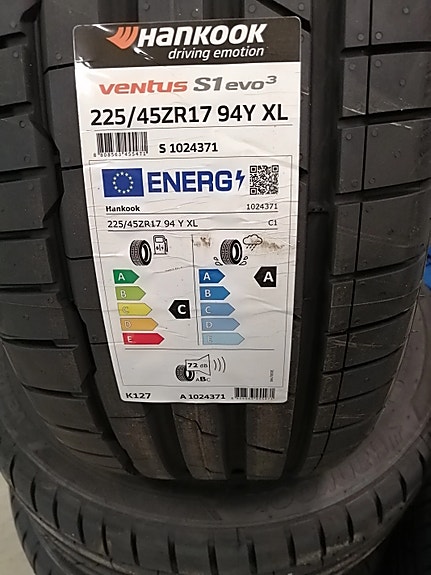 HANKOOK
driving emotion
ventus S1 evo³
225/45ZR17 94Y XL
S 1024371
ENERG
Hankook 1024371
225/45ZR17 94 Y XL C1
A A A
B B
C C C
D D
E E
72 dB
ABC
K127 A 1024371